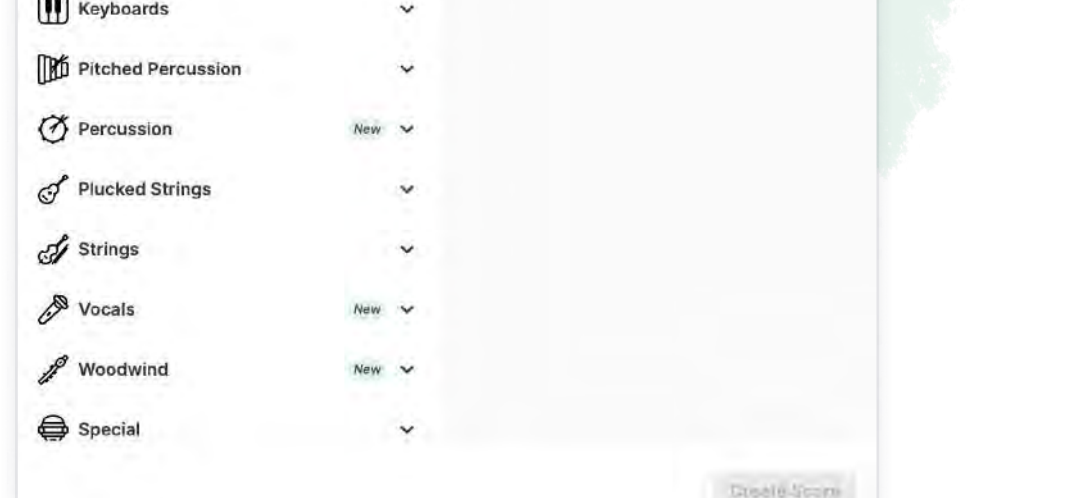 Keyboards
Pitched Percussion
Percussion New
Plucked Strings
Strings
Vocals New
Woodwind New
Special
Create Score